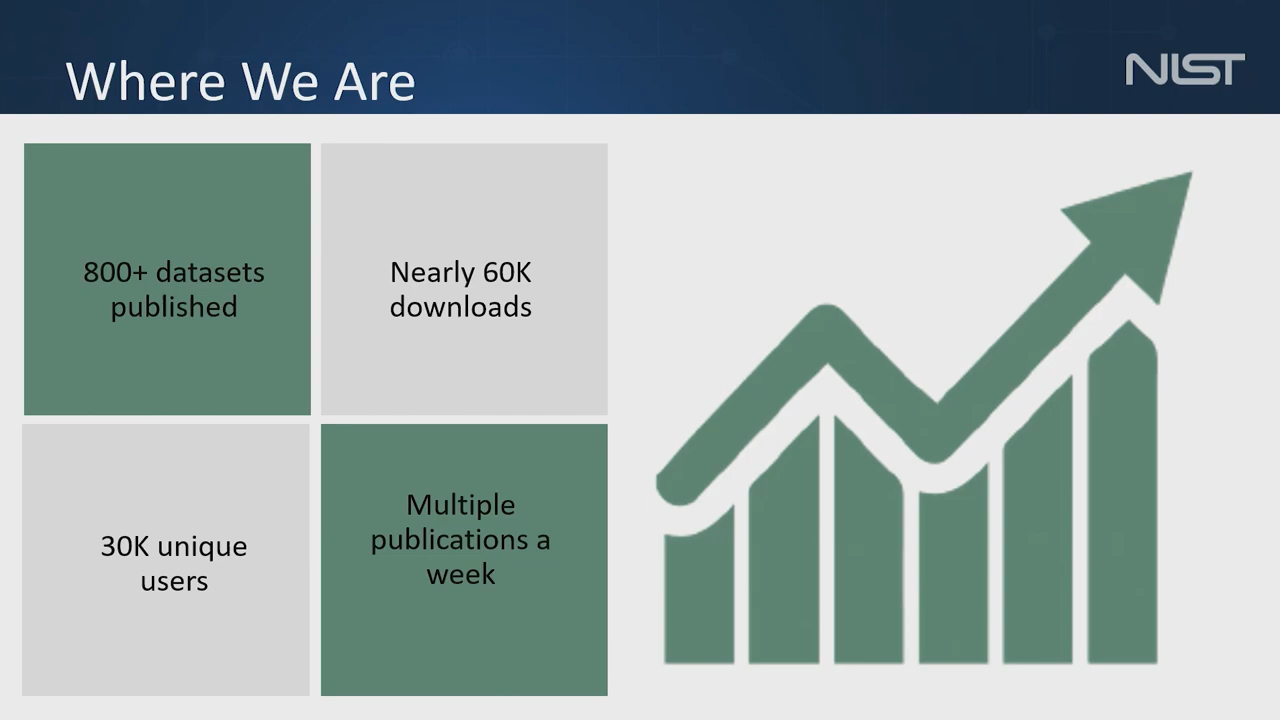 Where We Are
NIST
800+ datasets
published
Nearly 60K
downloads
30K unique
users
Multiple
publications a
week